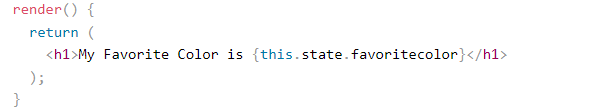 render() {
  return (
    <h1>My Favorite Color is {this.state.favoritecolor}</h1>
  );
}